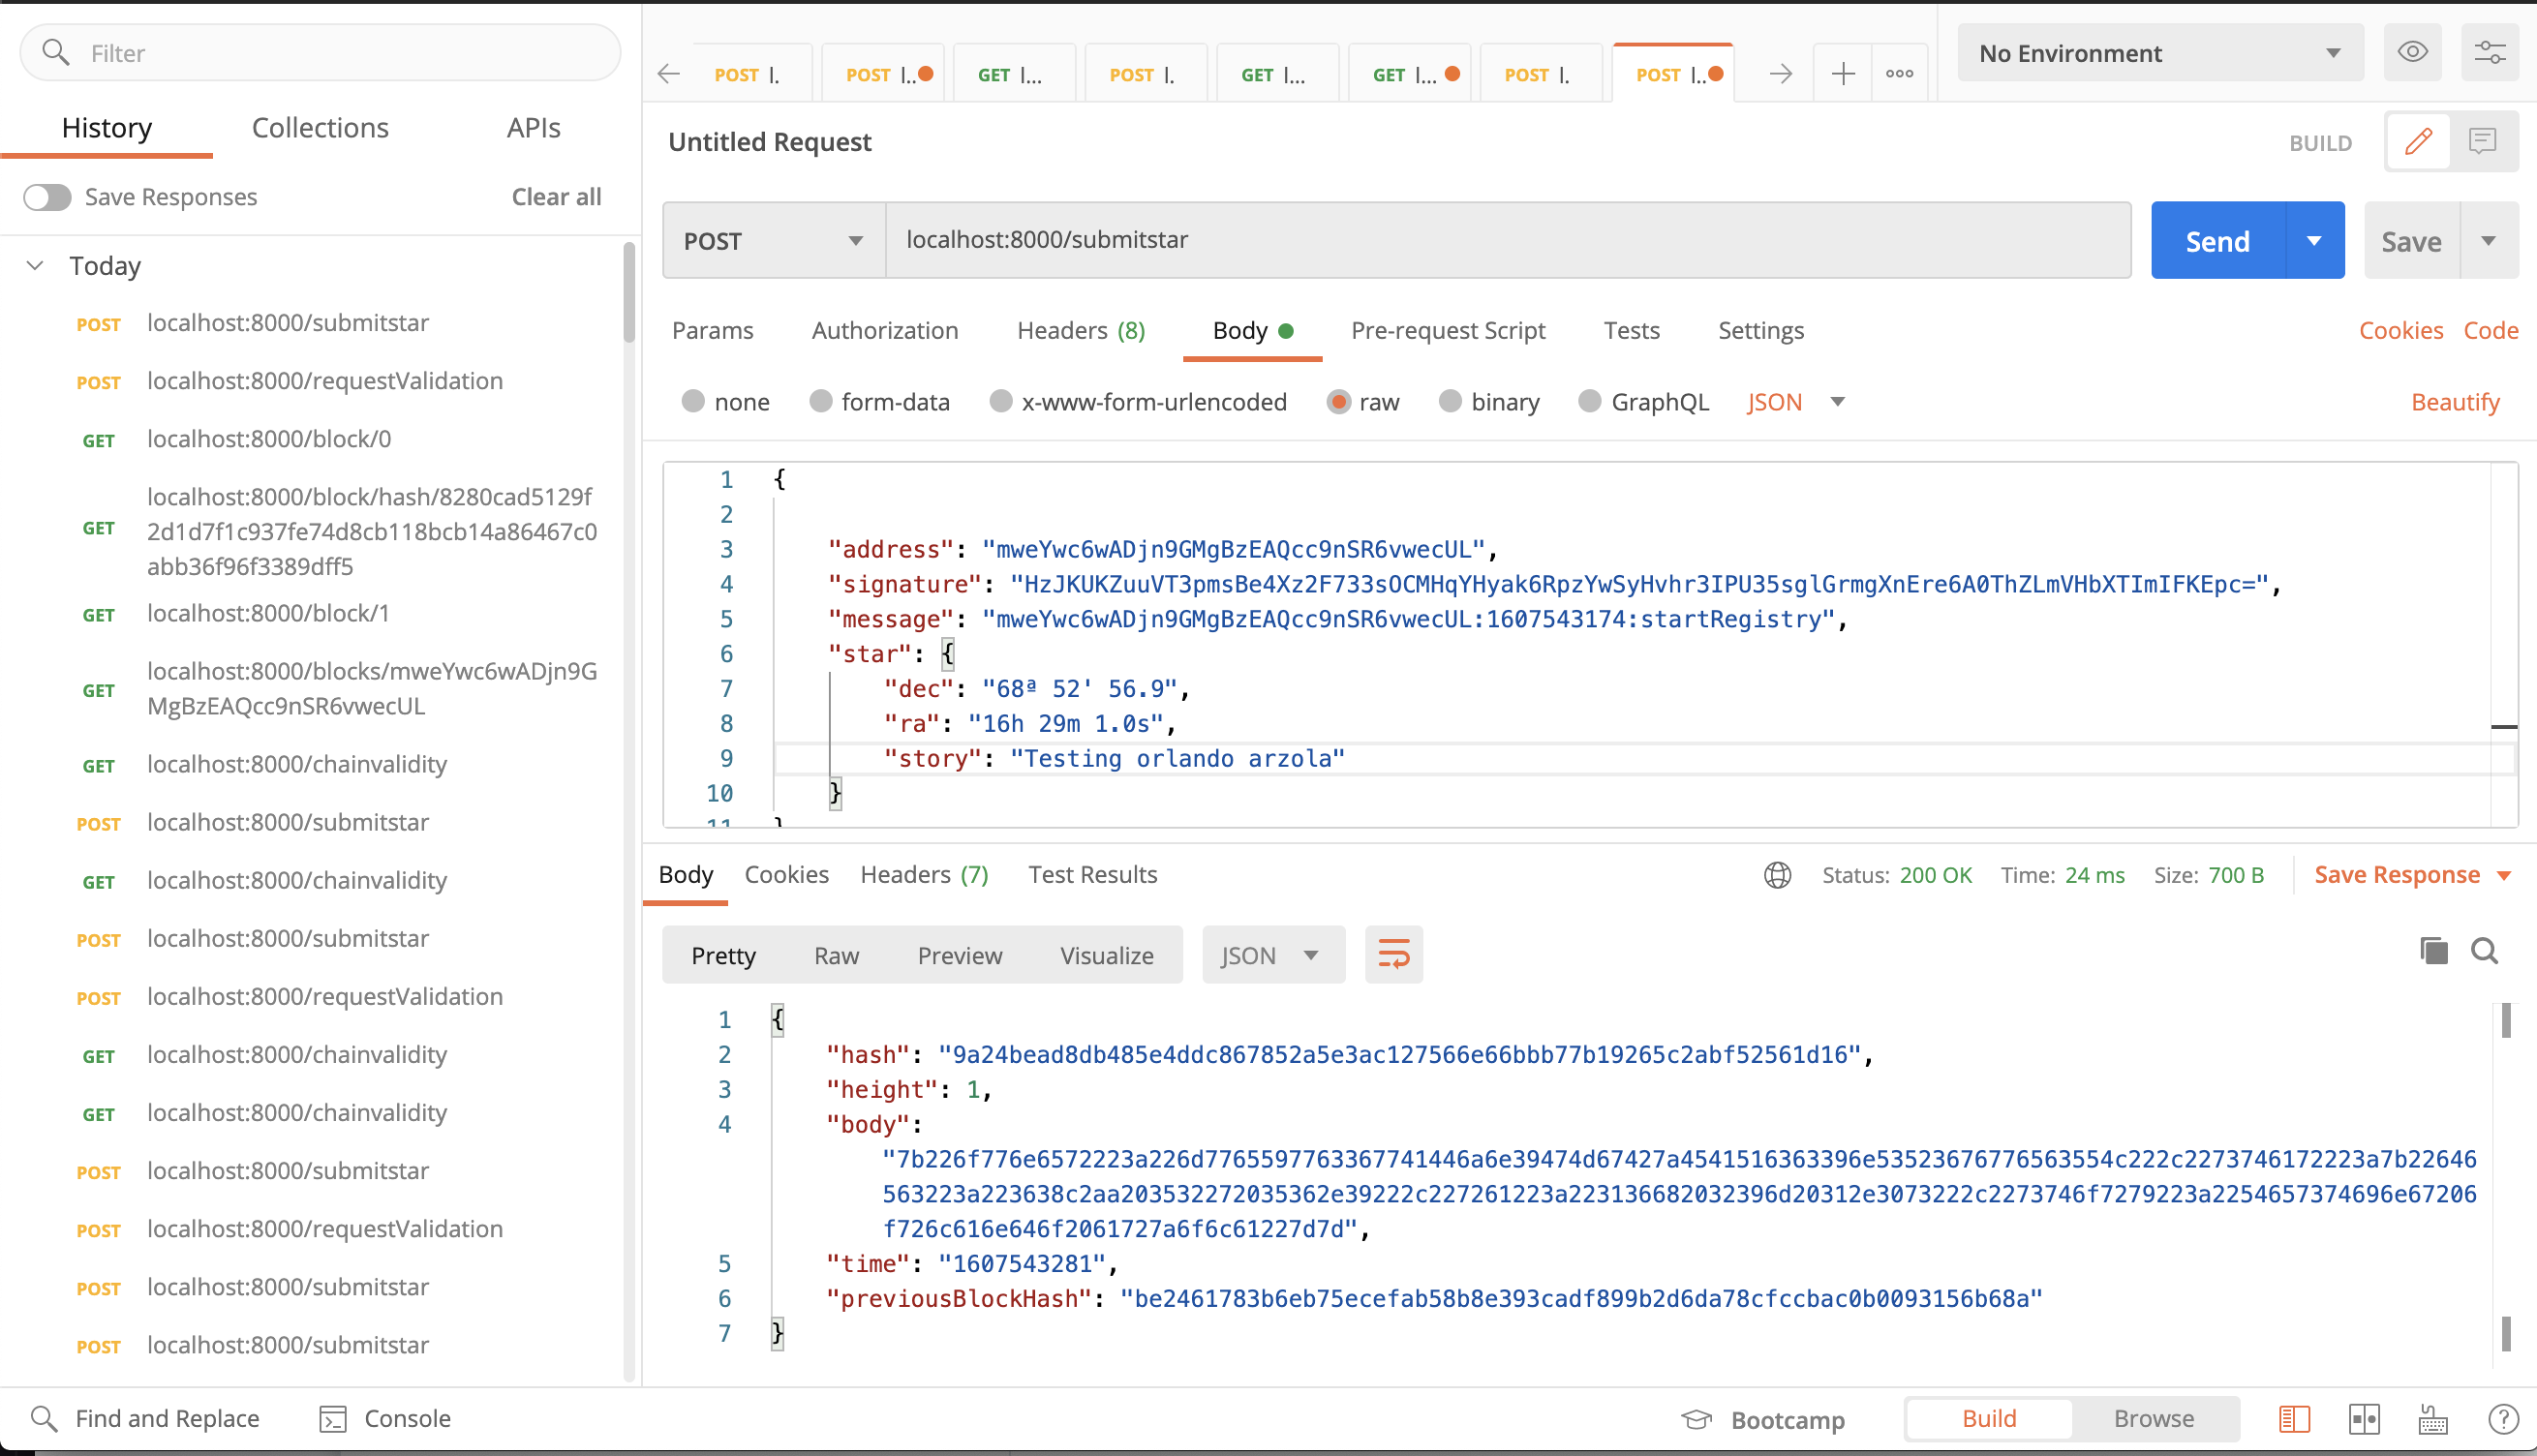 Filter
History Collections APIs
Save Responses Clear all
Today
POST localhost:8000/submitstar
POST localhost:8000/requestValidation
GET localhost:8000/block/0
GET localhost:8000/block/hash/8280cad5129f
2d1d7f1c937fe74d8cb118bcb14a86467c0
abb36f96f3389dff5
GET localhost:8000/block/1
GET localhost:8000/blocks/mweYwc6wADjn9G
MgBzEAQcc9nSR6vwecUL
GET localhost:8000/chainvalidity
POST localhost:8000/submitstar
GET localhost:8000/chainvalidity
POST localhost:8000/submitstar
POST localhost:8000/requestValidation
GET localhost:8000/chainvalidity
GET localhost:8000/chainvalidity
POST localhost:8000/submitstar
POST localhost:8000/requestValidation
POST localhost:8000/submitstar
POST localhost:8000/submitstar
POST l. POST l.. GET l... POST l. GET l... GET l... POST l. POST l..
No Environment
Untitled Request
BUILD
POST localhost:8000/submitstar Send Save
Params Authorization Headers (8) Body Pre-request Script Tests Settings Cookies Code
none form-data x-www-form-urlencoded raw binary GraphQL JSON Beautify
1 {
2
3 "address": "mweYwc6wADjn9GMgBzEAQcc9nSR6vwecUL",
4 "signature": "HzJKUKZuuVT3pmsBe4Xz2F733sOCMHqYHyak6RpzYwSyHvhr3IPU35sglGrmgXnEre6A0ThZLmVHbXTImIFKEpc=",
5 "message": "mweYwc6wADjn9GMgBzEAQcc9nSR6vwecUL:1607543174:startRegistry",
6 "star": {
7 "dec": "68ª 52' 56.9",
8 "ra": "16h 29m 1.0s",
9 "story": "Testing orlando arzola"
10 }
11 }
Body Cookies Headers (7) Test Results Status: 200 OK Time: 24 ms Size: 700 B Save Response
Pretty Raw Preview Visualize JSON
1 {
2 "hash": "9a24bead8db485e4ddc867852a5e3ac127566e66bbb77b19265c2abf52561d16",
3 "height": 1,
4 "body":
"7b226f776e6572223a226d7765597763367741446a6e39474d67427a4541516363396e53523676776563554c222c2273746172223a7b22646
563223a223638c2aa203532272035362e39222c227261223a223136682032396d20312e3073222c2273746f7279223a2254657374696e67206
f726c616e646f2061727a6f6c61227d7d",
5 "time": "1607543281",
6 "previousBlockHash": "be2461783b6eb75ecefab58b8e393cadf899b2d6da78cfccbac0b0093156b68a"
7 }
Find and Replace Console Bootcamp Build Browse